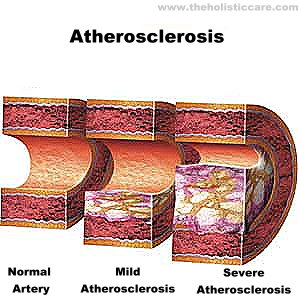 www.theholisticcare.com
Atherosclerosis
Normal
Artery
Mild
Atherosclerosis
Severe
Atherosclerosis